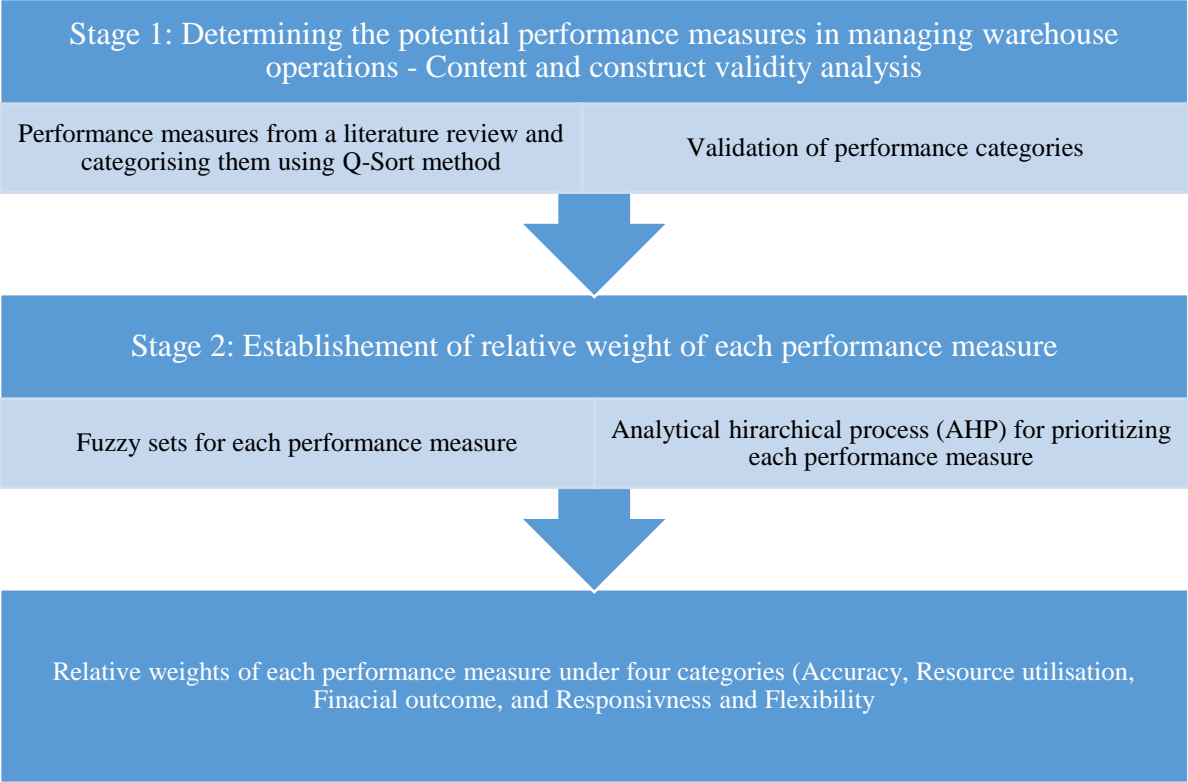 Stage 1: Determining the potential performance measures in managing warehouse
operations - Content and construct validity analysis
Performance measures from a literature review and
categorising them using Q-Sort method
Validation of performance categories
Stage 2: Establishement of relative weight of each performance measure
Fuzzy sets for each performance measure
Analytical hirarchical process (AHP) for prioritizing
each performance measure
Relative weights of each performance measure under four categories (Accuracy, Resource utilisation,
Finacial outcome, and Responsivness and Flexibility